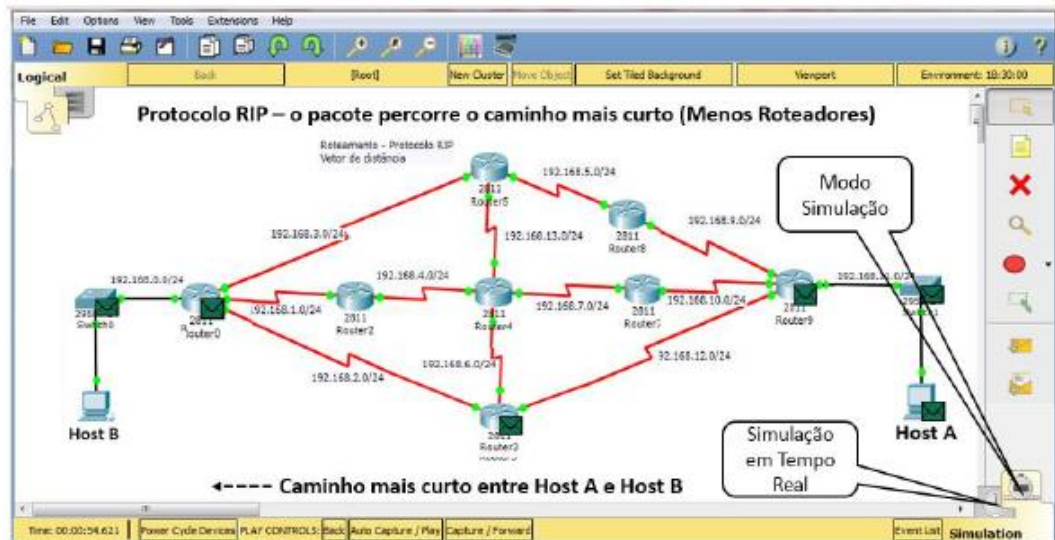 File Edit Options View Tools Extensions Help
Logical Back [Root] New Cluster Move Object Set Tiled Background Viewport Environment: 18:30:00
Protocolo RIP – o pacote percorre o caminho mais curto (Menos Roteadores)
Roteamento - Protocolo RIP
Vetor de distância
2811
Router5
192.168.5.0/24
Modo
Simulação
192.168.3.0/24
192.168.13.0/24
2811
Router8
192.168.9.0/24
192.168.0.0/24
192.168.4.0/24
Switch0
2811
Router0
192.168.1.0/24
2811
Router2
2811
Router4
192.168.7.0/24
192.168.10.0/24
2811
Router9
192.168.6.0/24
192.168.2.0/24
92.168.12.0/24
Host B
2811
Router3
Host A
Simulação
em Tempo
Real
Caminho mais curto entre Host A e Host B
Time: 00:00:54.621 Power Cycle Devices PLAY CONTROLS: Back Auto Capture / Play Capture / Forward Event List Simulation